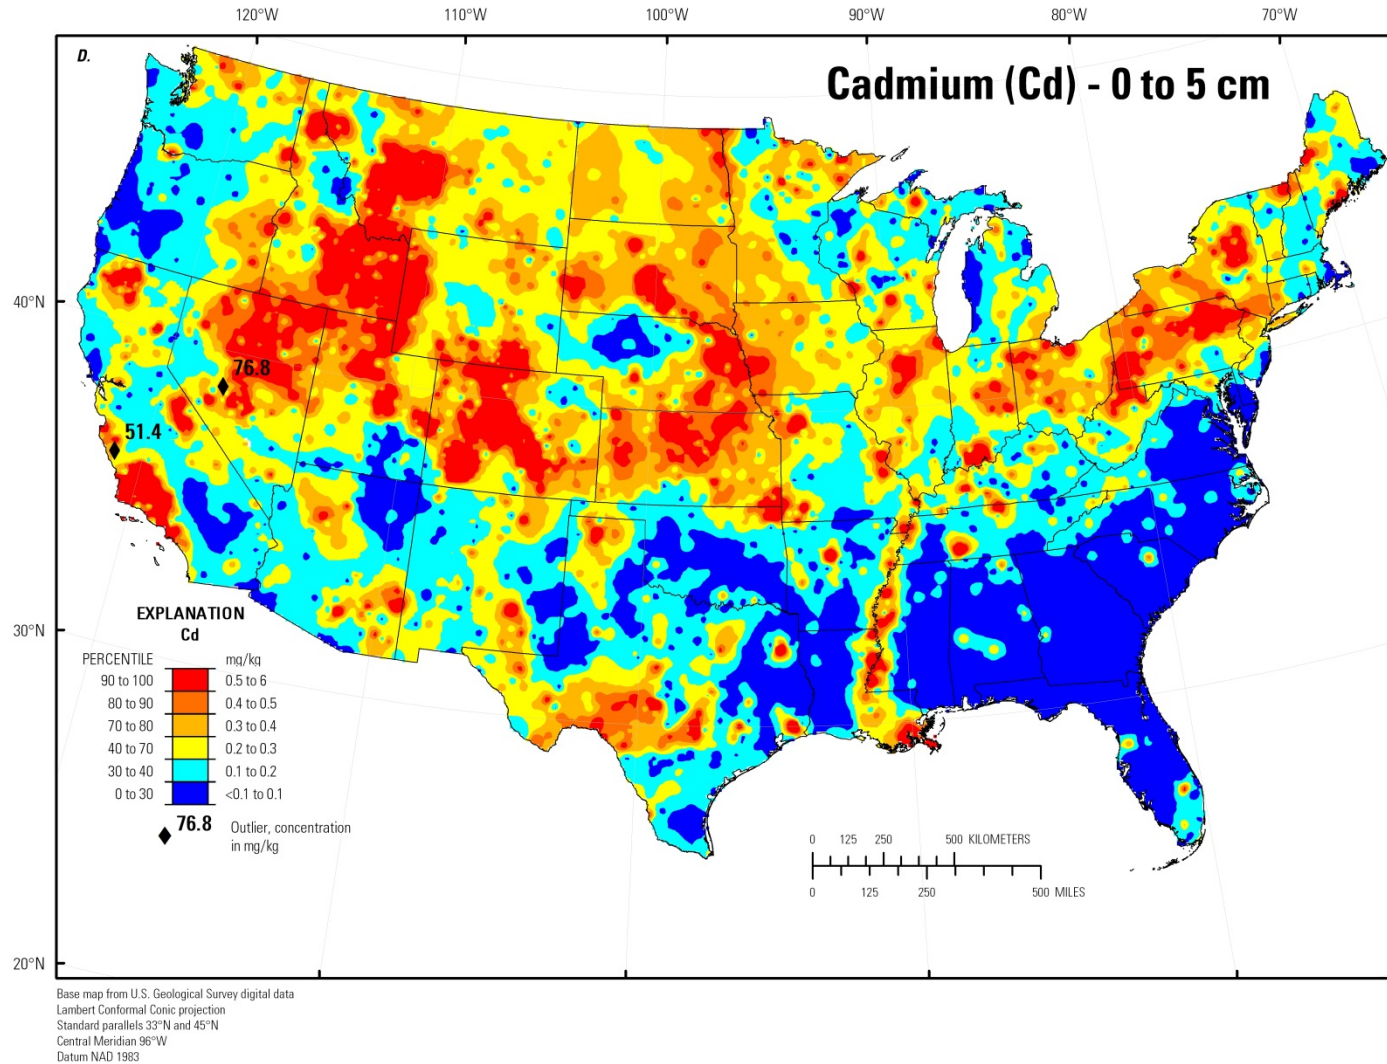 120°W 110°W 100°W 90°W 80°W 70°W
D.
Cadmium (Cd) - 0 to 5 cm
40°N
76.8
51.4
30°N
EXPLANATION
Cd
PERCENTILE mg/kg
90 to 100 0.5 to 6
80 to 90 0.4 to 0.5
70 to 80 0.3 to 0.4
40 to 70 0.2 to 0.3
30 to 40 0.1 to 0.2
0 to 30 <0.1 to 0.1
76.8 Outlier, concentration
in mg/kg
0 125 250 500 KILOMETERS
0 125 250 500 MILES
20°N
Base map from U.S. Geological Survey digital data
Lambert Conformal Conic projection
Standard parallels 33°N and 45°N
Central Meridian 96°W
Datum NAD 1983